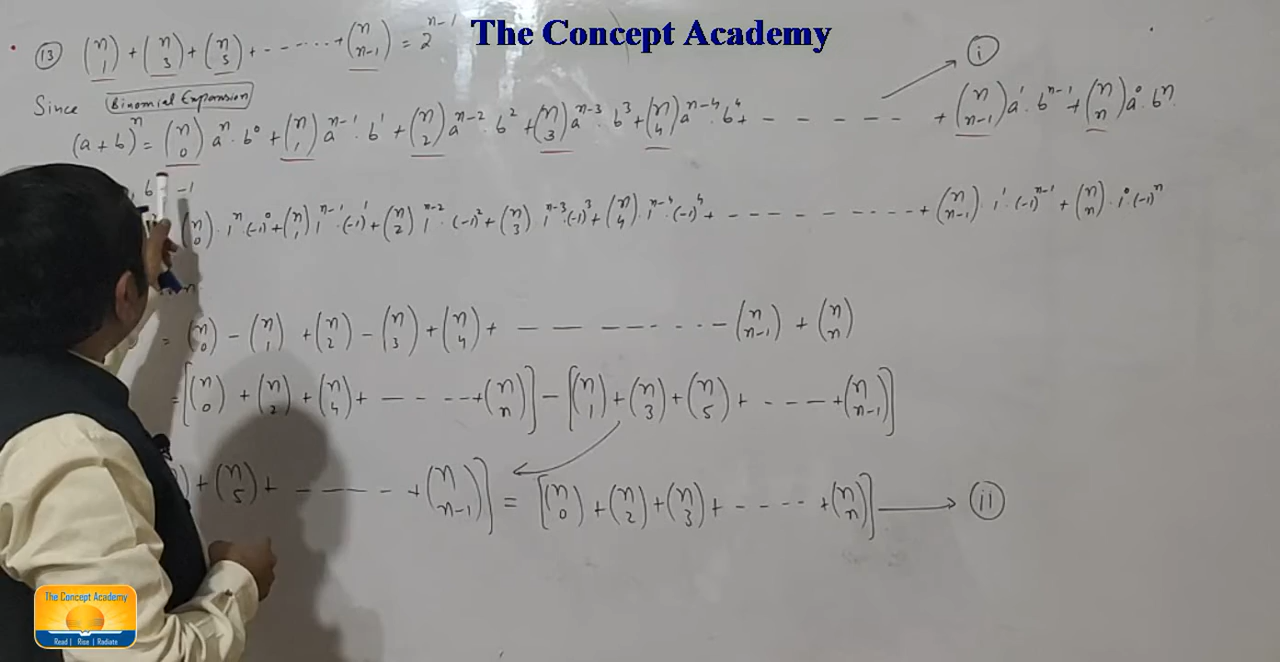 The Concept Academy
(13) (n 1) + (n 3) + (n 5) + ------ + (n n-1) = 2^{n-1}
(i)
Since Binomial Expansion
(a + b)^n = (n 0) a^n · b^0 + (n 1) a^{n-1} · b^1 + (n 2) a^{n-2} · b^2 + (n 3) a^{n-3} · b^3 + (n 4) a^{n-4} · b^4 + ------ + (n n-1) a^1 · b^{n-1} + (n n) a^0 · b^n
, b = -1
(n 0) · 1^n · (-1)^0 + (n 1) 1^{n-1} · (-1)^1 + (n 2) 1^{n-2} · (-1)^2 + (n 3) · 1^{n-3} · (-1)^3 + (n 4) · 1^{n-4} · (-1)^4 + ---------- + (n n-1) · 1^1 · (-1)^{n-1} + (n n) · 1^0 · (-1)^n
= (n 0) - (n 1) + (n 2) - (n 3) + (n 4) + -------- (n n-1) + (n n)
= [(n 0) + (n 2) + (n 4) + ----- + (n n)] - [(n 1) + (n 3) + (n 5) + ---- + (n n-1)]
) + (n 5) + ------ + (n n-1)] = [(n 0) + (n 2) + (n 3) + ---- + (n n)] → (ii)
The Concept Academy
Read | Rise | Radiate